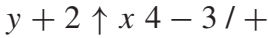 y + 2 ↑ x 4 − 3 / +